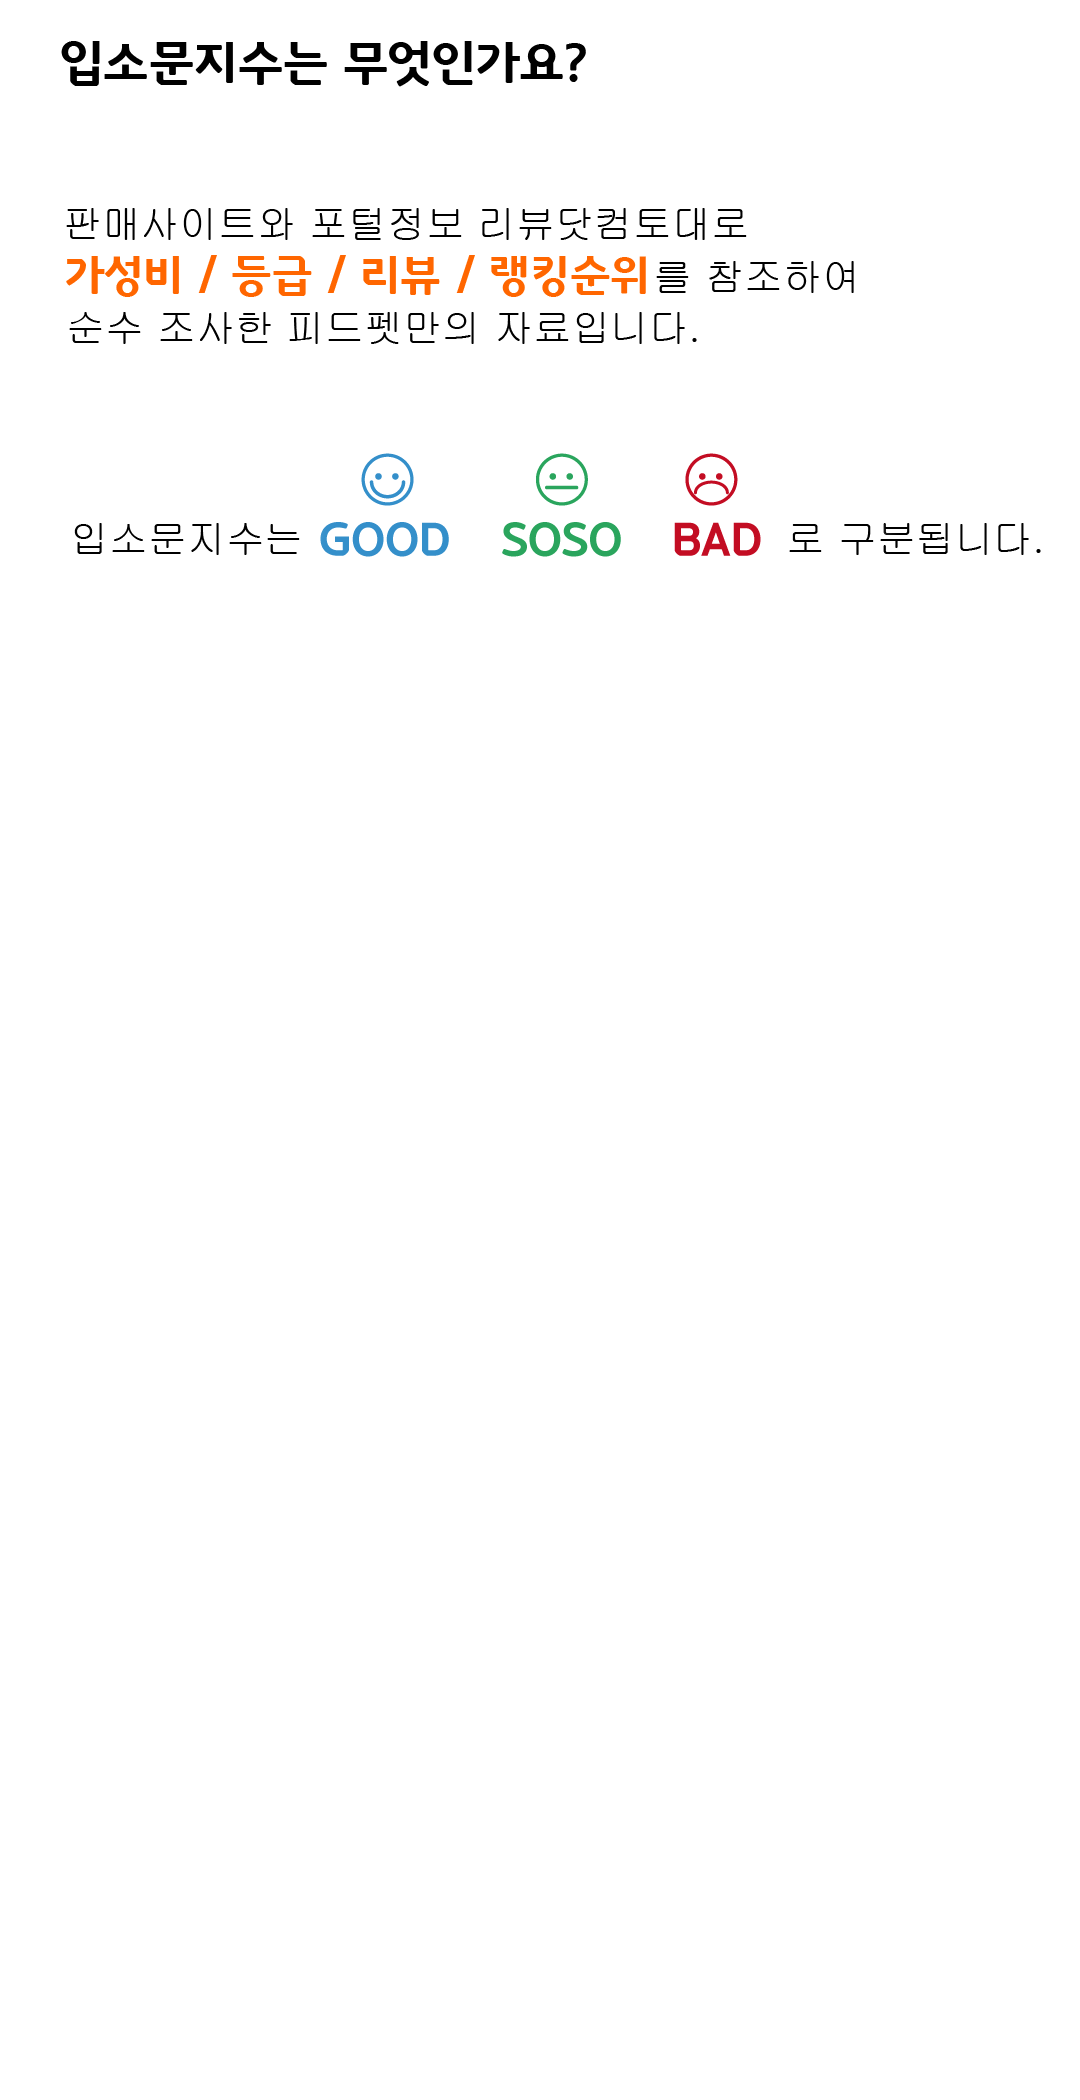 입소문지수는 무엇인가요?
판매사이트와 포털정보 리뷰닷컴토대로
가성비 / 등급 / 리뷰 / 랭킹순위를 참조하여
순수 조사한 피드펫만의 자료입니다.
입소문지수는 GOOD SOSO BAD 로 구분됩니다.